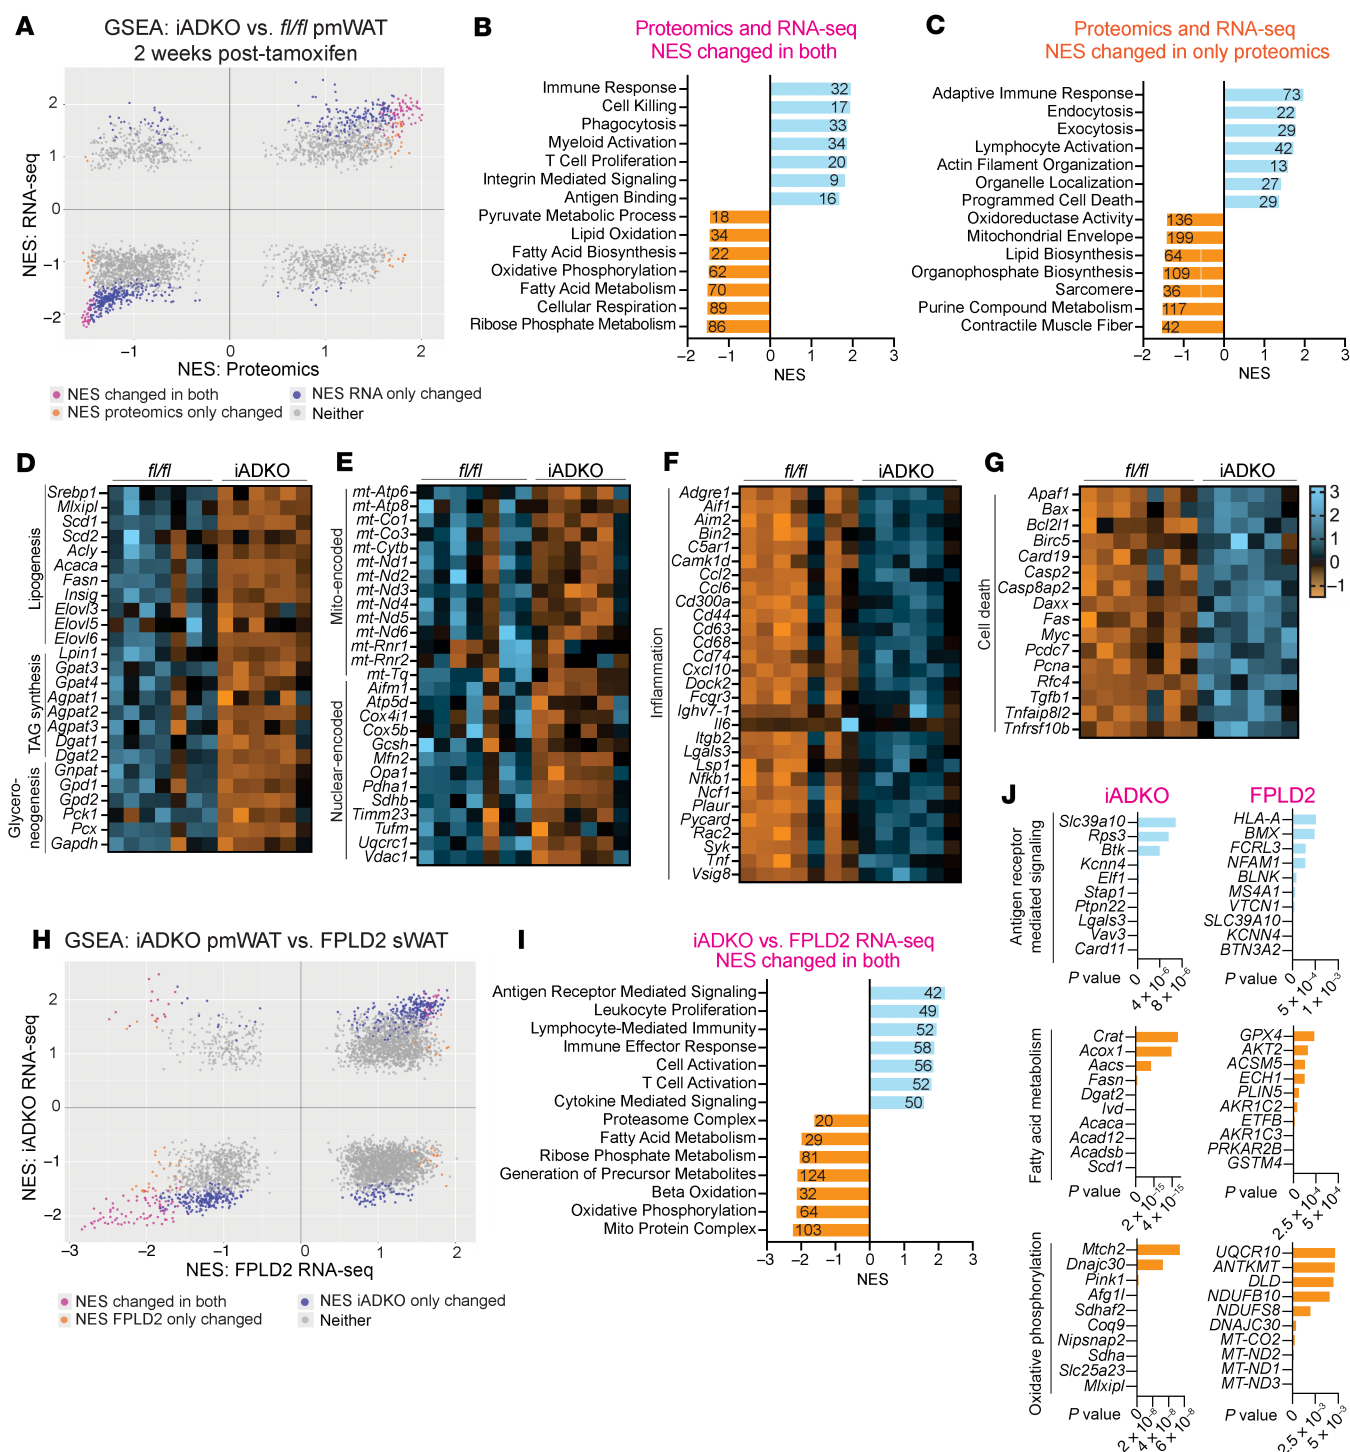 A
GSEA: iADKO vs. fl/fl pmWAT
2 weeks post-tamoxifen
NES: RNA-seq
2
1
0
−1
−2
−1
0
1
2
NES: Proteomics
NES changed in both
NES RNA only changed
NES proteomics only changed
Neither
B
Proteomics and RNA-seq
NES changed in both
Immune Response 32
Cell Killing 17
Phagocytosis 33
Myeloid Activation 34
T Cell Proliferation 20
Integrin Mediated Signaling 9
Antigen Binding 16
Pyruvate Metabolic Process 18
Lipid Oxidation 34
Fatty Acid Biosynthesis 22
Oxidative Phosphorylation 62
Fatty Acid Metabolism 70
Cellular Respiration 89
Ribose Phosphate Metabolism 86
−2 −1 0 1 2 3
NES
C
Proteomics and RNA-seq
NES changed in only proteomics
Adaptive Immune Response 73
Endocytosis 22
Exocytosis 29
Lymphocyte Activation 42
Actin Filament Organization 13
Organelle Localization 27
Programmed Cell Death 29
Oxidoreductase Activity 136
Mitochondrial Envelope 199
Lipid Biosynthesis 64
Organophosphate Biosynthesis 109
Sarcomere 36
Purine Compound Metabolism 117
Contractile Muscle Fiber 42
−2 −1 0 1 2 3
NES
D
fl/fl
iADKO
Lipogenesis
Srebp1
Mlxipl
Scd1
Scd2
Acly
Acaca
Fasn
Insig
Elovl3
Elovl5
Elovl6
TAG synthesis
Lpin1
Gpat3
Gpat4
Agpat1
Agpat2
Agpat3
Dgat1
Dgat2
Glycero-
neogenesis
Gnpat
Gpd1
Gpd2
Pck1
Pcx
Gapdh
E
fl/fl
iADKO
Mito-encoded
mt-Atp6
mt-Atp8
mt-Co1
mt-Co3
mt-Cytb
mt-Nd1
mt-Nd2
mt-Nd3
mt-Nd4
mt-Nd5
mt-Nd6
mt-Rnr1
mt-Rnr2
mt-Tq
Nuclear-encoded
Aifm1
Atp5d
Cox4i1
Cox5b
Gcsh
Mfn2
Opa1
Pdha1
Sdhb
Timm23
Tufm
Uqcrc1
Vdac1
F
fl/fl
iADKO
Inflammation
Adgre1
Aif1
Aim2
Bin2
C5ar1
Camk1d
Ccl2
Ccl6
Cd300a
Cd44
Cd63
Cd68
Cd74
Cxcl10
Dock2
Fcgr3
Ighv7-1
Il6
Itgb2
Lgals3
Lsp1
Nfkb1
Ncf1
Plaur
Pycard
Rac2
Syk
Tnf
Vsig8
G
fl/fl
iADKO
Cell death
Apaf1
Bax
Bcl2l1
Birc5
Card19
Casp2
Casp8ap2
Daxx
Fas
Myc
Pcdc7
Pcna
Rfc4
Tgfb1
Tnfaip8l2
Tnfrsf10b
3
2
1
0
−1
H
GSEA: iADKO pmWAT vs. FPLD2 sWAT
NES: iADKO RNA-seq
2
1
0
−1
−2
−3
−2
−1
0
1
2
NES: FPLD2 RNA-seq
NES changed in both
NES iADKO only changed
NES FPLD2 only changed
Neither
I
iADKO vs. FPLD2 RNA-seq
NES changed in both
Antigen Receptor Mediated Signaling 42
Leukocyte Proliferation 49
Lymphocyte-Mediated Immunity 52
Immune Effector Response 58
Cell Activation 56
T Cell Activation 52
Cytokine Mediated Signaling 50
Proteasome Complex 20
Fatty Acid Metabolism 29
Ribose Phosphate Metabolism 81
Generation of Precursor Metabolites 124
Beta Oxidation 32
Oxidative Phosphorylation 64
Mito Protein Complex 103
−3 −2 −1 0 1 2 3
NES
J
iADKO
FPLD2
Antigen receptor
mediated signaling
Slc39a10
Rps3
Btk
Kcnn4
Elf1
Stap1
Ptpn22
Lgals3
Vav3
Card11
P value
0
4 × 10−6
8 × 10−6
HLA-A
BMX
FCRL3
NFAM1
BLNK
MS4A1
VTCN1
SLC39A10
KCNN4
BTN3A2
P value
0
5 × 10−4
1 × 10−3
Fatty acid metabolism
Crat
Acox1
Aacs
Fasn
Dgat2
Ivd
Acaca
Acad12
Acadsb
Scd1
P value
0
2 × 10−15
4 × 10−15
GPX4
AKT2
ACSM5
ECH1
PLIN5
AKR1C2
ETFB
AKR1C3
PRKAR2B
GSTM4
P value
0
2.5 × 10−4
5 × 10−4
Oxidative phosphorylation
Mtch2
Dnajc30
Pink1
Afg1l
Sdhaf2
Coq9
Nipsnap2
Sdha
Slc25a23
Mlxipl
P value
0
2 × 10−8
4 × 10−8
6 × 10−8
UQCR10
ANTKMT
DLD
NDUFB10
NDUFS8
DNAJC30
MT-CO2
MT-ND2
MT-ND1
MT-ND3
P value
0
2.5 × 10−3
5 × 10−3